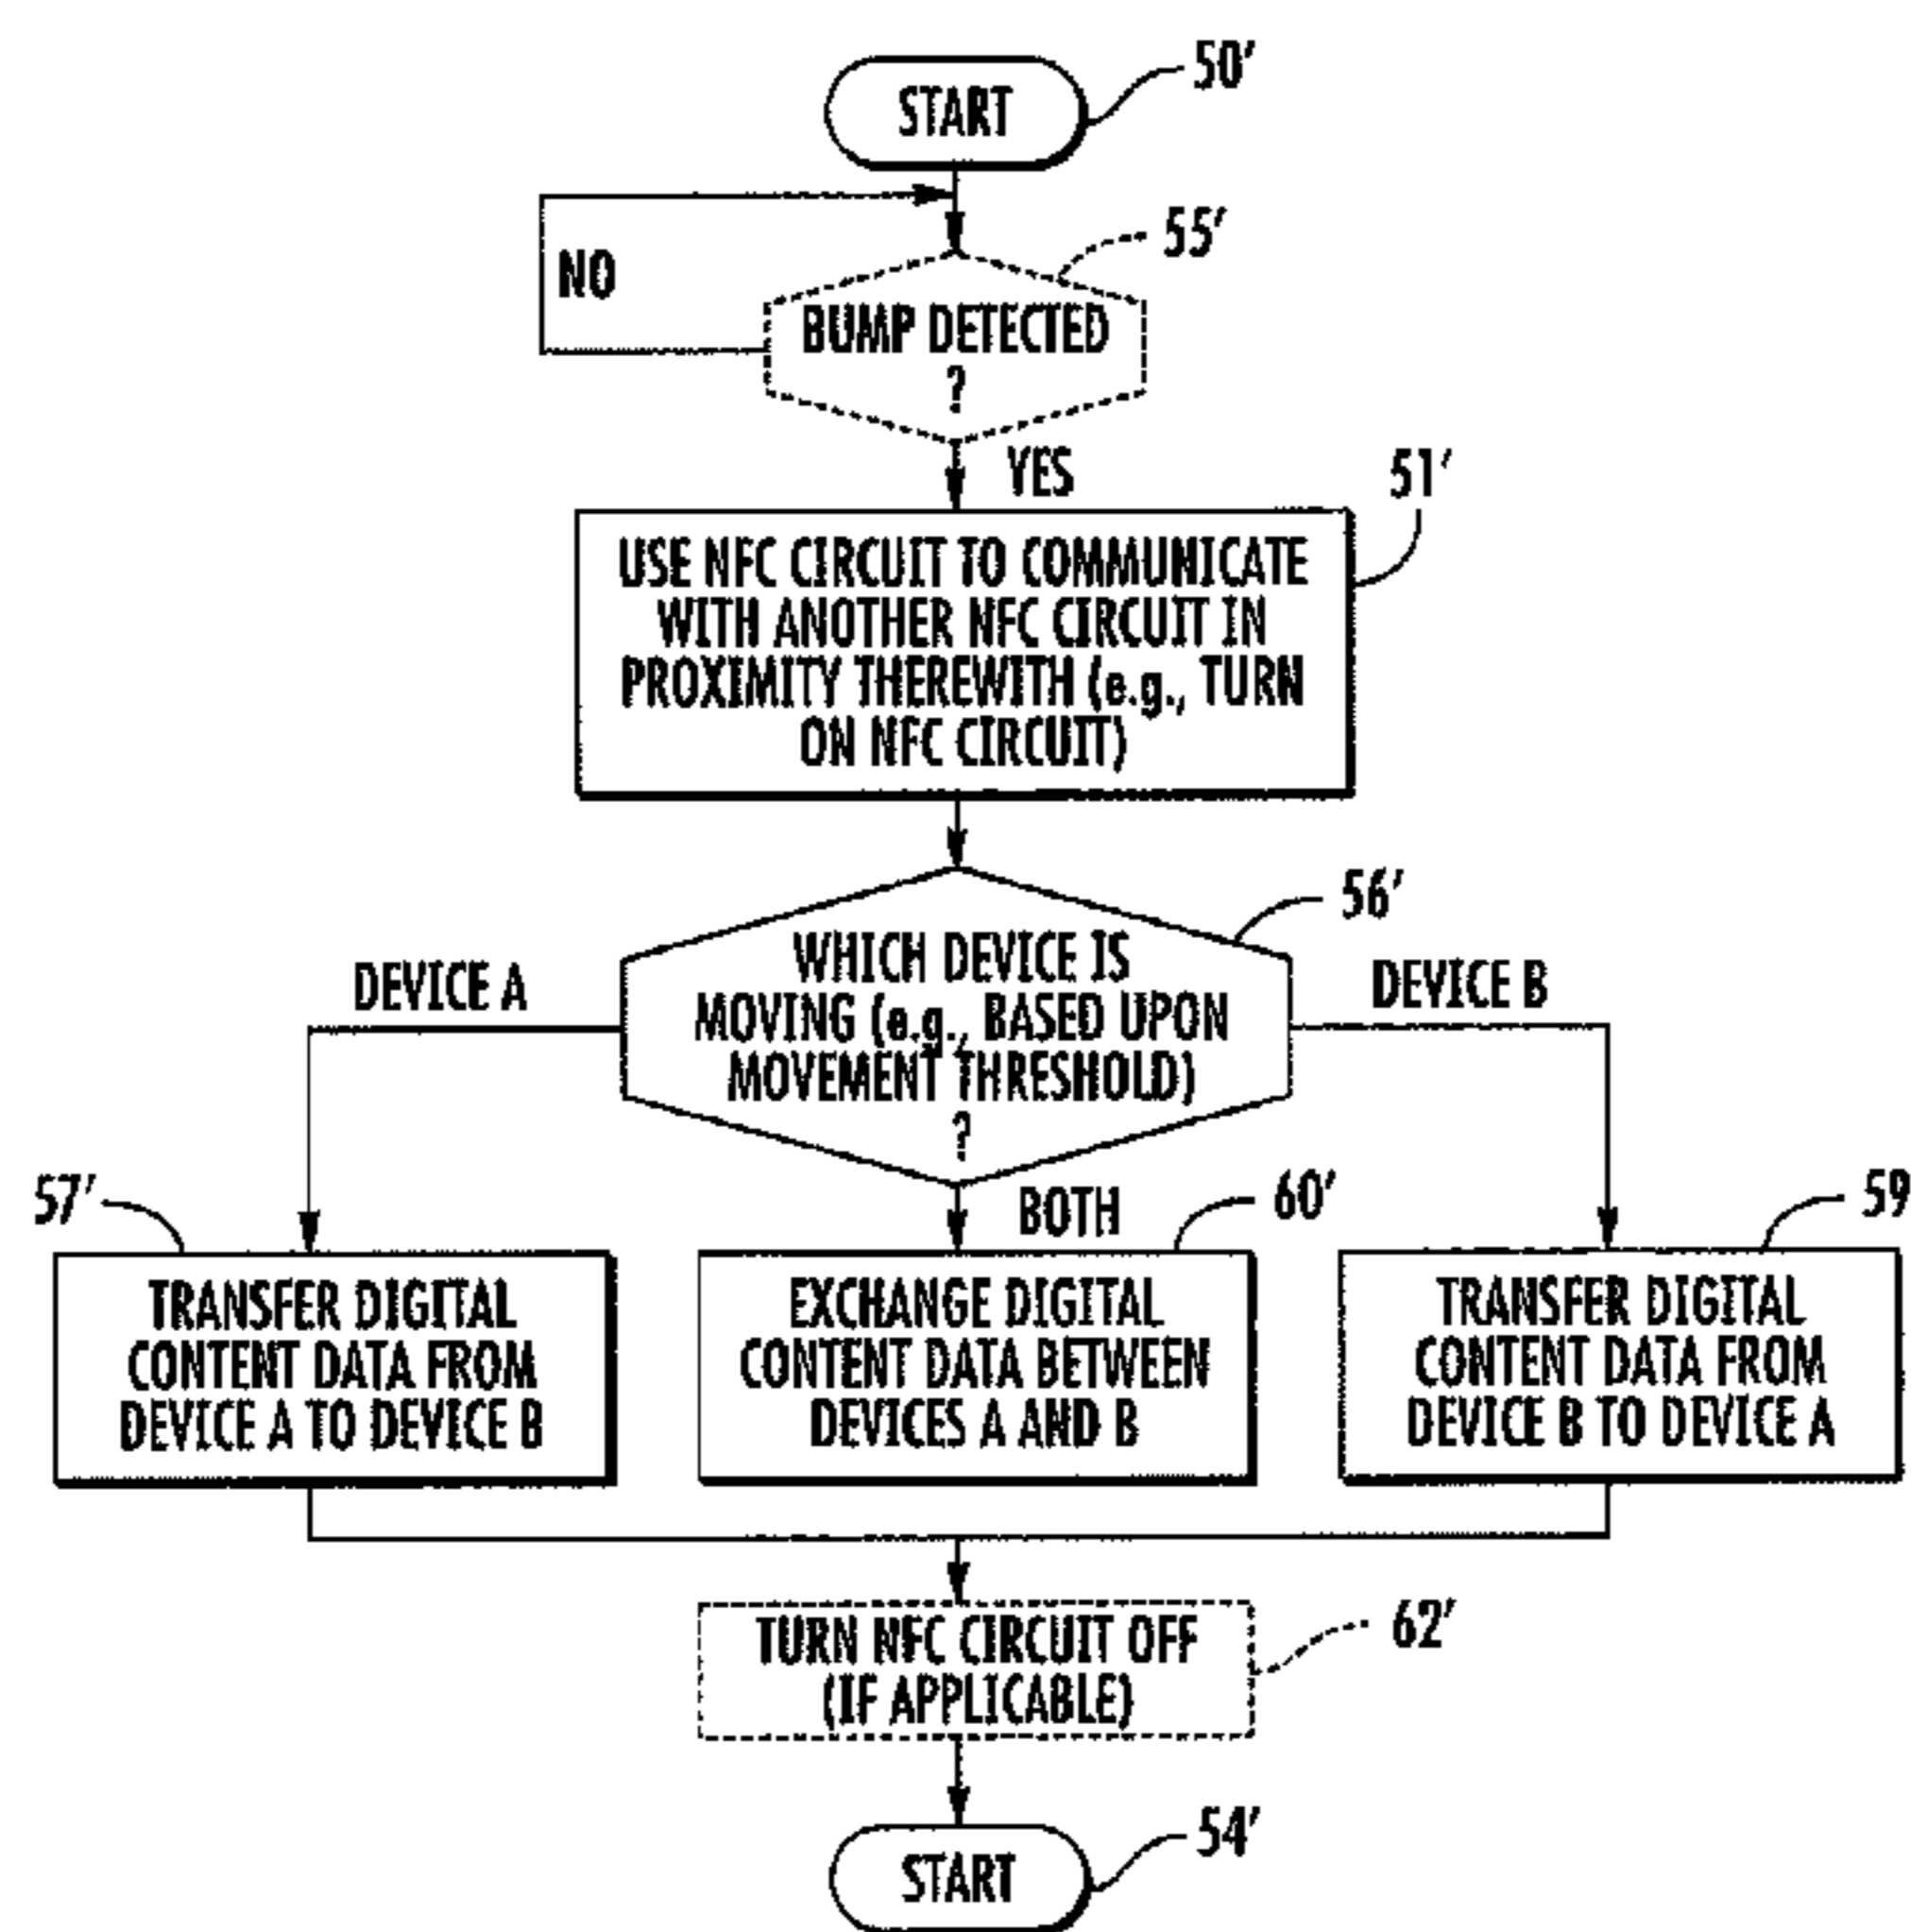 START
50'
55'
NO
BUMP DETECTED
?
YES
51'
USE NFC CIRCUIT TO COMMUNICATE
WITH ANOTHER NFC CIRCUIT IN
PROXIMITY THEREWITH (e.g., TURN
ON NFC CIRCUIT)
56'
WHICH DEVICE IS
MOVING (e.g., BASED UPON
MOVEMENT THRESHOLD)
?
DEVICE A
DEVICE B
BOTH
57'
60'
59
TRANSFER DIGITAL
CONTENT DATA FROM
DEVICE A TO DEVICE B
EXCHANGE DIGITAL
CONTENT DATA BETWEEN
DEVICES A AND B
TRANSFER DIGITAL
CONTENT DATA FROM
DEVICE B TO DEVICE A
TURN NFC CIRCUIT OFF
(IF APPLICABLE)
62'
START
54'